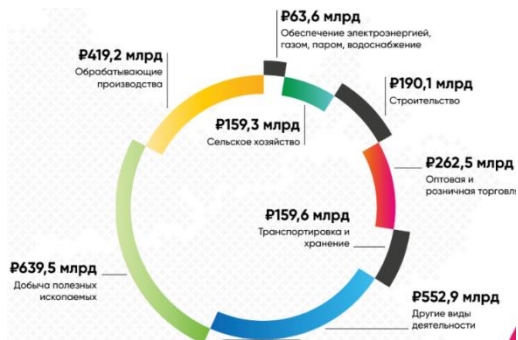 ₽63,6 млрд
Обеспечение электроэнергией,
газом, паром, водоснабжение
₽419,2 млрд
Обрабатывающие
производства
₽190,1 млрд
Строительство
₽159,3 млрд
Сельское хозяйство
₽262,5 млрд
Оптовая и
розничная торговля
₽159,6 млрд
Транспортировка и
хранение
₽639,5 млрд
Добыча полезных
ископаемых
₽552,9 млрд
Другие виды
деятельности